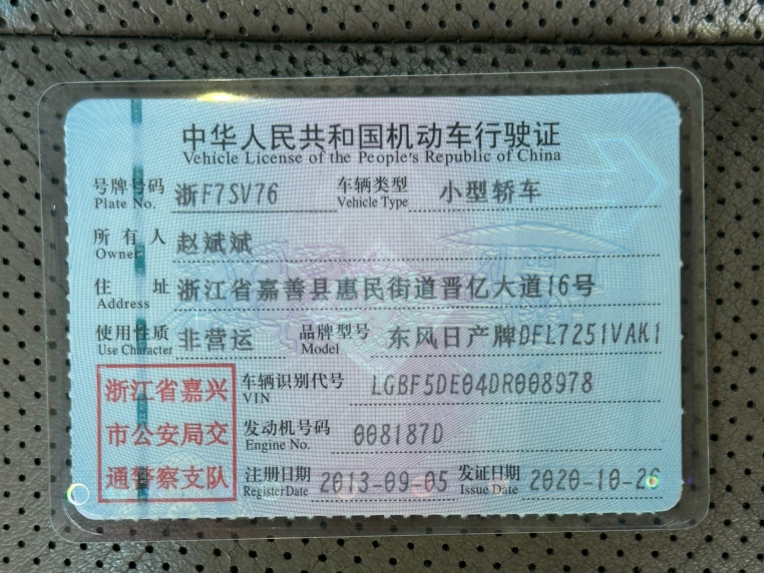 中华人民共和国机动车行驶证
Vehicle License of the People's Republic of China
号牌号码 浙F7SV76 车辆类型 小型轿车
Plate No. Vehicle Type
所有人 赵斌斌
Owner
住址 浙江省嘉善县惠民街道晋亿大道16号
Address
使用性质 非营运 品牌型号 东风日产牌DFL7251VAK1
Use Character Model
浙江省嘉兴
市公安局交
通警察支队
车辆识别代号 LGBF5DE04DR008978
VIN
发动机号码 008187D
Engine No.
注册日期 2013-09-05 发证日期 2020-10-26
Register Date Issue Date